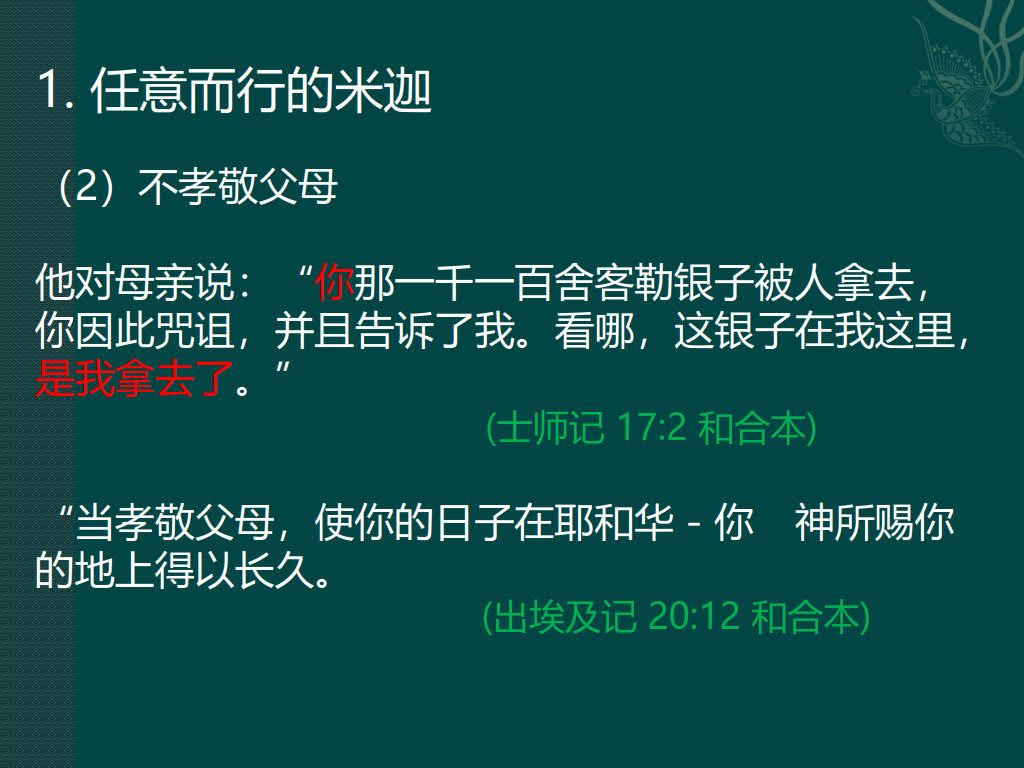 1. 任意而行的米迦
（2）不孝敬父母
他对母亲说：“你那一千一百舍客勒银子被人拿去，
你因此咒诅，并且告诉了我。看哪，这银子在我这里，
是我拿去了。”
(士师记 17:2 和合本)
“当孝敬父母，使你的日子在耶和华－你　神所赐你
的地上得以长久。
(出埃及记 20:12 和合本)